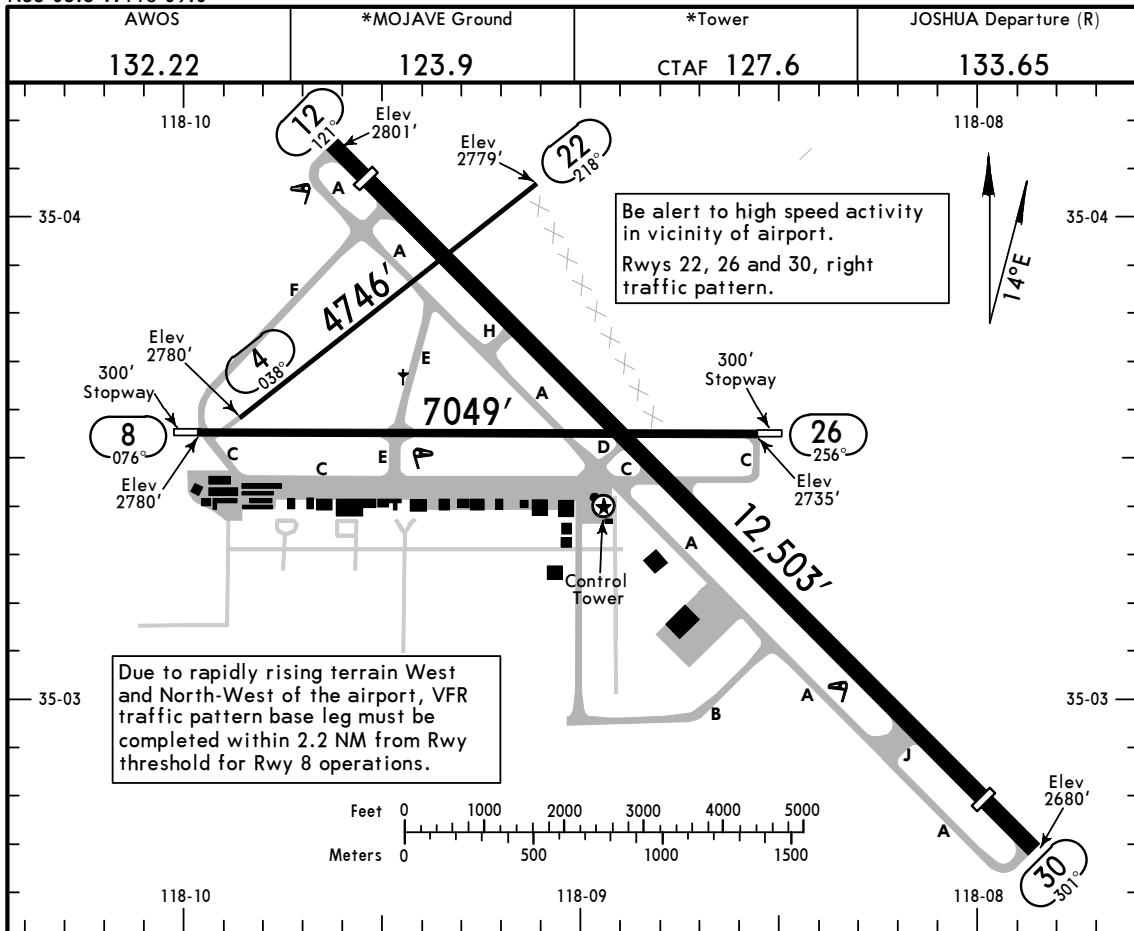 AWOS
132.22
*MOJAVE Ground
123.9
*Tower
CTAF 127.6
JOSHUA Departure (R)
133.65
118-10
118-08
12
121°
Elev
2801'
Elev
2779'
22
218°
35-04
35-04
A
A
Be alert to high speed activity
in vicinity of airport.
Rwys 22, 26 and 30, right
traffic pattern.
14°E
F
4746'
H
Elev
2780'
4
038°
E
A
300'
Stopway
300'
Stopway
7049'
8
076°
26
256°
C
C
E
D
C
C
Elev
2780'
Elev
2735'
12,503'
A
Control
Tower
Due to rapidly rising terrain West
and North-West of the airport, VFR
traffic pattern base leg must be
completed within 2.2 NM from Rwy
threshold for Rwy 8 operations.
35-03
35-03
A
B
J
Elev
2680'
A
Feet 0 1000 2000 3000 4000 5000
Meters 0 500 1000 1500
30
301°
118-10
118-09
118-08